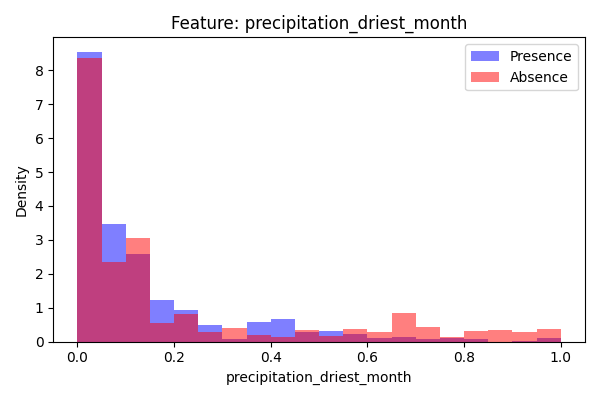 Feature: precipitation_driest_month
Presence
Absence
Density
8
7
6
5
4
3
2
1
0
0.0 0.2 0.4 0.6 0.8 1.0
precipitation_driest_month